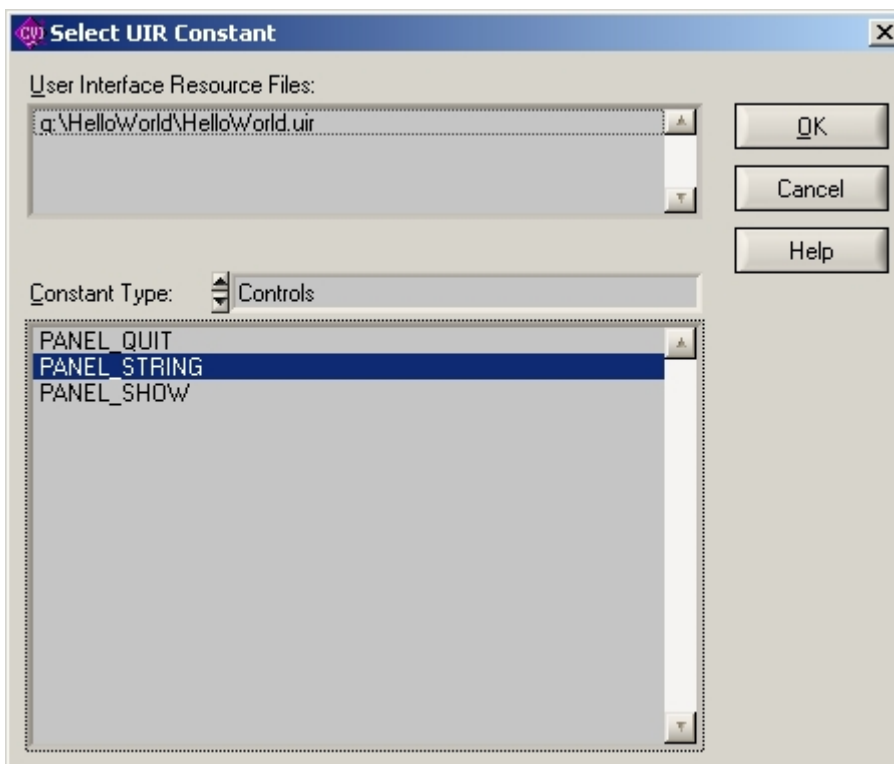 CVI Select UIR Constant
User Interface Resource Files:
g:\HelloWorld\HelloWorld.uir
OK
Cancel
Help
Constant Type: Controls
PANEL_QUIT
PANEL_STRING
PANEL_SHOW